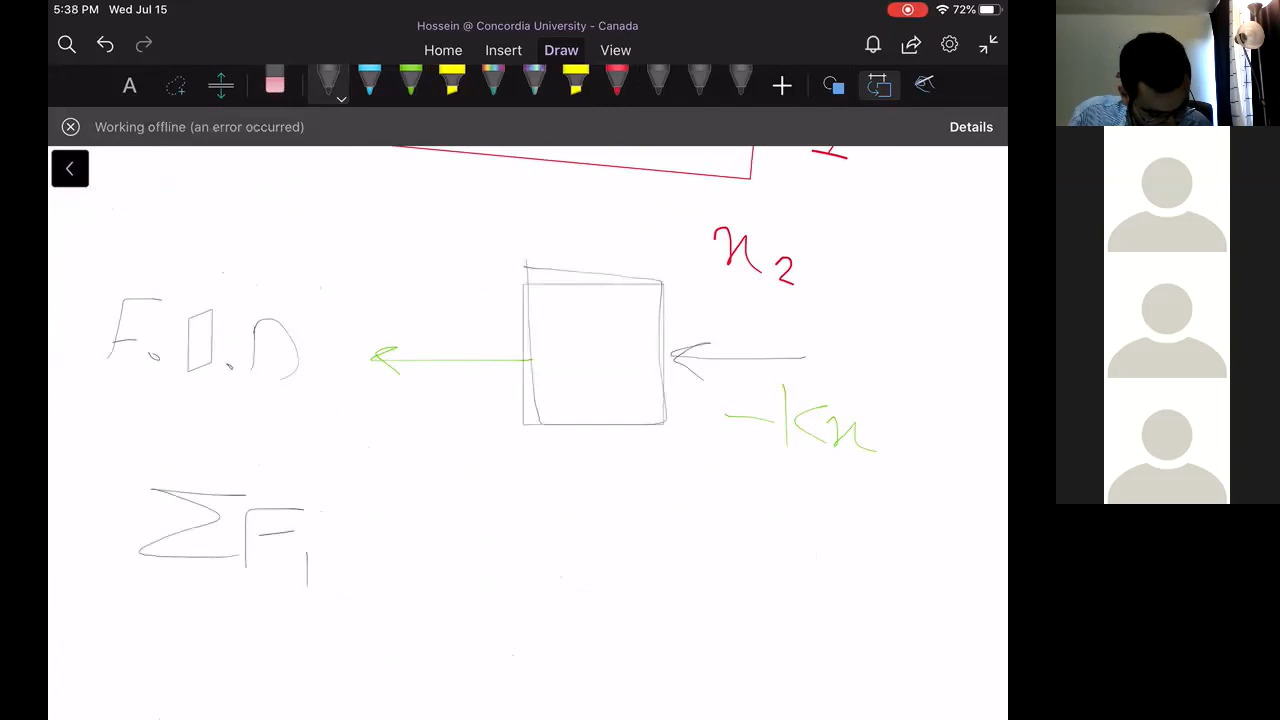 5:38 PM Wed Jul 15
72%
Hossein @ Concordia University - Canada
Home Insert Draw View
A
Working offline (an error occurred)
Details
x 2
F. . D
-kx
ΣF